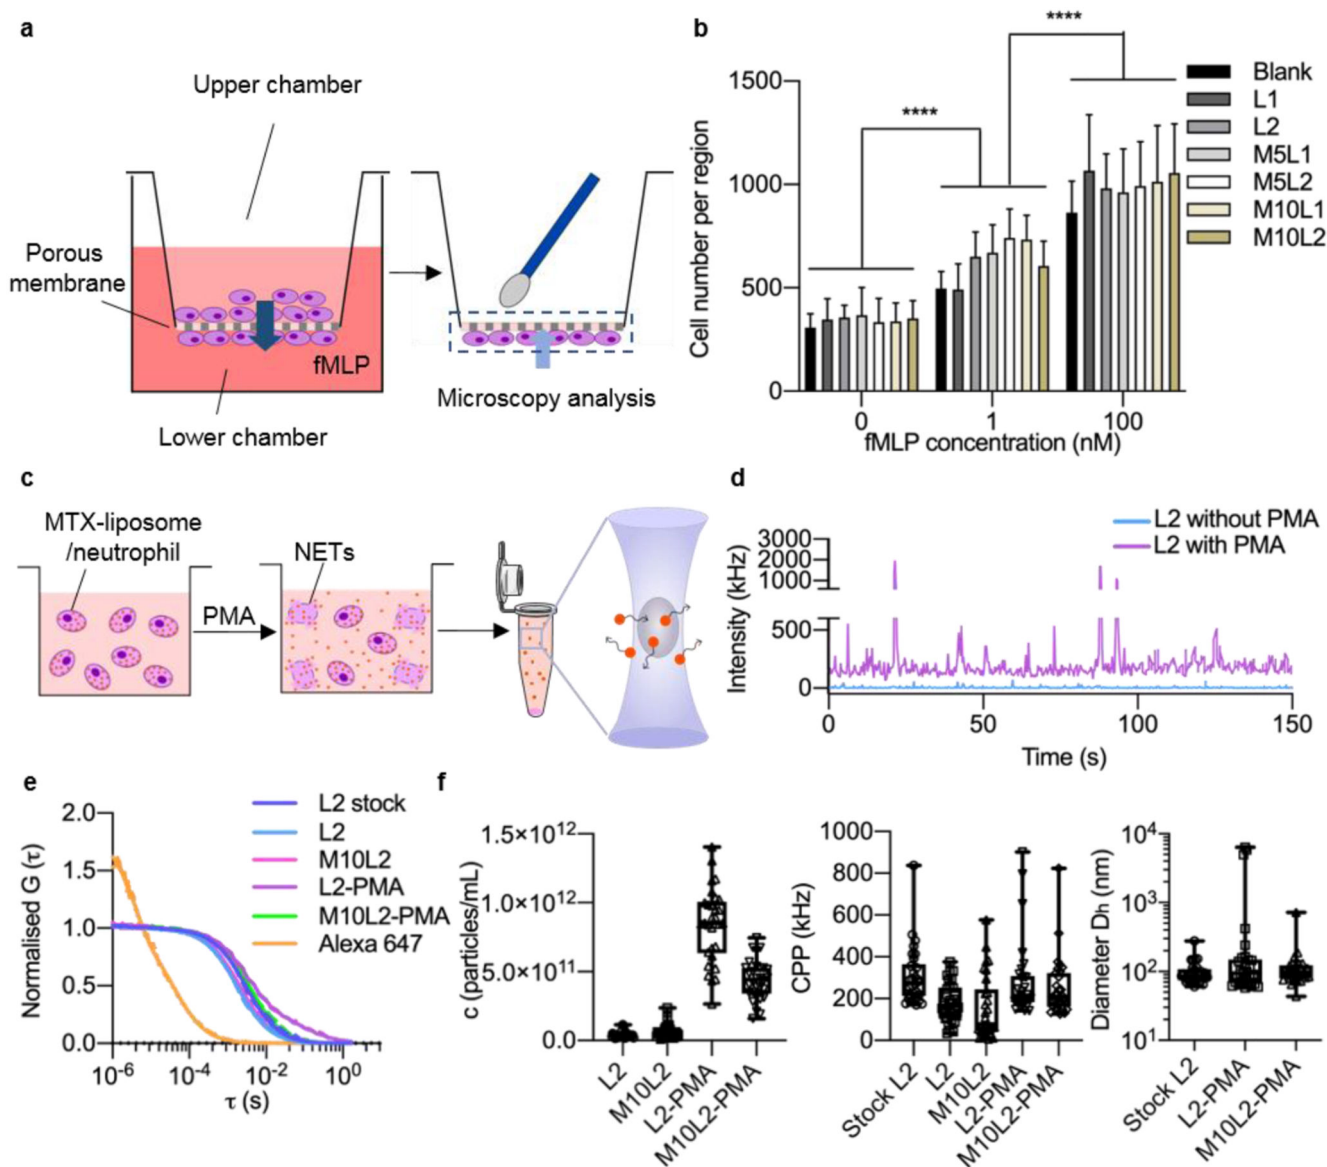 a
Upper chamber
Porous
membrane
fMLP
Lower chamber
Microscopy analysis
b
****
****
Cell number per region
1500
1000
500
0
0
1
100
fMLP concentration (nM)
Blank
L1
L2
M5L1
M5L2
M10L1
M10L2
c
MTX-liposome
/neutrophil
PMA
NETs
d
L2 without PMA
L2 with PMA
Intensity (kHz)
3000
2000
1000
500
0
0
50
100
150
Time (s)
e
Normalised G (τ)
2.0
1.5
1.0
0.5
0.0
10⁻⁶
10⁻⁴
10⁻²
10⁰
τ (s)
L2 stock
L2
M10L2
L2-PMA
M10L2-PMA
Alexa 647
f
c (particles/mL)
1.5×10¹²
1.0×10¹²
5.0×10¹¹
0.0
L2
M10L2
L2-PMA
M10L2-PMA
CPP (kHz)
1000
800
600
400
200
0
Stock L2
L2
M10L2
L2-PMA
M10L2-PMA
Diameter Dₕ (nm)
10⁴
10³
10²
10¹
Stock L2
L2-PMA
M10L2-PMA